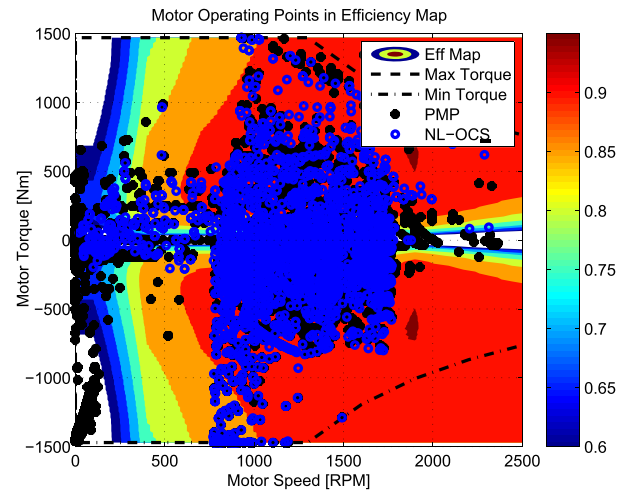 Motor Operating Points in Efficiency Map
Eff Map
Max Torque
Min Torque
PMP
NL−OCS
Motor Torque [Nm]
1500
1000
500
0
−500
−1000
−1500
0
500
1000
1500
2000
2500
Motor Speed [RPM]
0.9
0.85
0.8
0.75
0.7
0.65
0.6